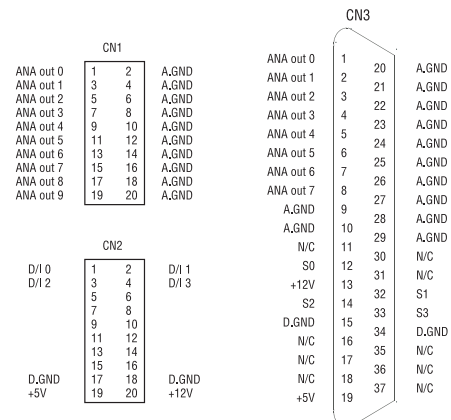 CN1
ANA out 0 1 2 A.GND
ANA out 1 3 4 A.GND
ANA out 2 5 6 A.GND
ANA out 3 7 8 A.GND
ANA out 4 9 10 A.GND
ANA out 5 11 12 A.GND
ANA out 6 13 14 A.GND
ANA out 7 15 16 A.GND
ANA out 8 17 18 A.GND
ANA out 9 19 20 A.GND
CN2
D/I 0 1 2 D/I 1
D/I 2 3 4 D/I 3
5 6
7 8
9 10
11 12
13 14
15 16
D.GND 17 18 D.GND
+5V 19 20 +12V
CN3
ANA out 0 1
20 A.GND
ANA out 1 2
21 A.GND
ANA out 2 3
22 A.GND
ANA out 3 4
23 A.GND
ANA out 4 5
24 A.GND
ANA out 5 6
25 A.GND
ANA out 6 7
26 A.GND
ANA out 7 8
27 A.GND
A.GND 9
28 A.GND
A.GND 10
29 A.GND
N/C 11
30 N/C
S0 12
31 N/C
+12V 13
32 S1
S2 14
33 S3
D.GND 15
34 D.GND
N/C 16
35 N/C
N/C 17
36 N/C
N/C 18
37 N/C
+5V 19